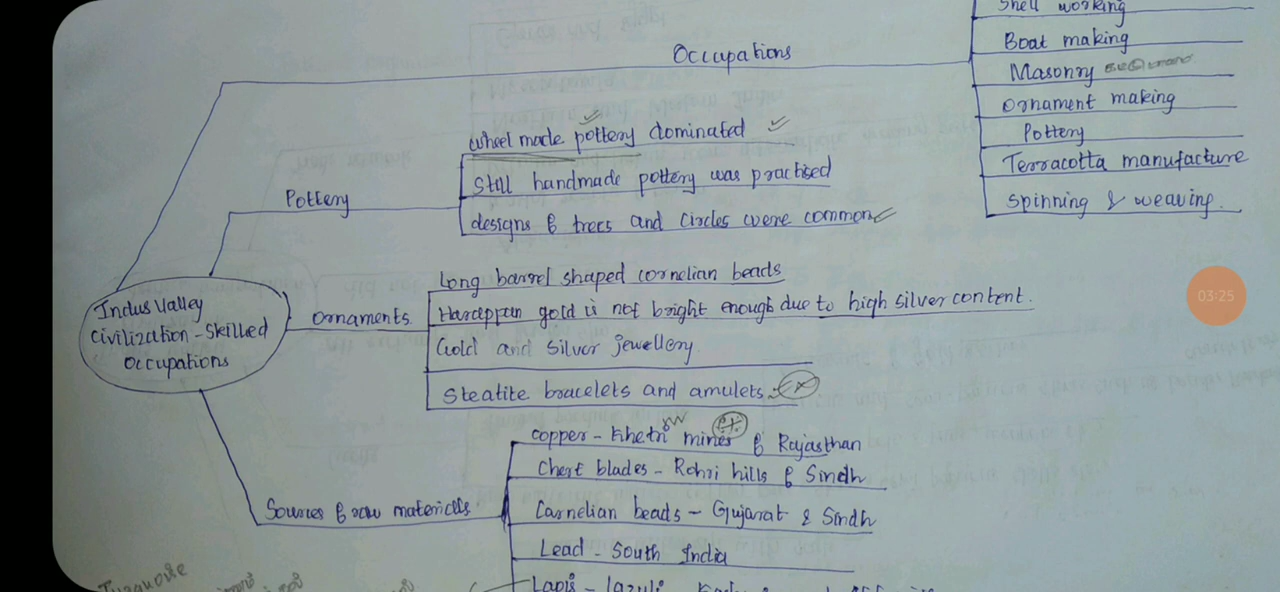 Shell working
Occupations
Boat making
Masonry
Ornament making
Pottery
Terracotta manufacture
Spinning & weaving.
Wheel made pottery dominated
Still handmade pottery was practised
designs & trees and circles were common
Pottery
Indus Valley
Civilization - Skilled
Occupations
Ornaments
Long barrel shaped cornelian beads
Harappan gold is not bright enough due to high silver content.
Gold and silver jewellery
Steatite bracelets and amulets
03:25
Sources & raw materials
Copper - Khetri mines & Rajasthan
Chert blades - Rohri hills & Sindh
Carnelian beads - Gujarat & Sindh
Lead - South India
Lapis - lazuli
Turquoise